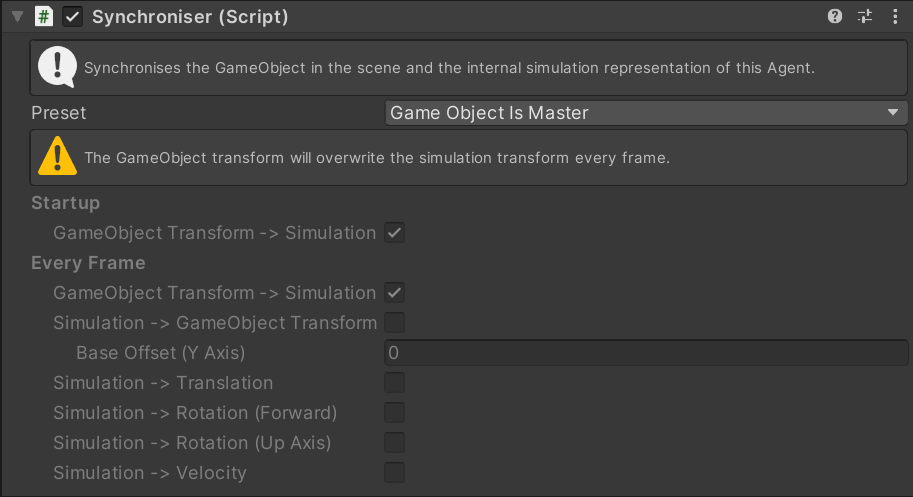 Synchroniser (Script)
Synchronises the GameObject in the scene and the internal simulation representation of this Agent.
Preset Game Object Is Master
The GameObject transform will overwrite the simulation transform every frame.
Startup
GameObject Transform -> Simulation
Every Frame
GameObject Transform -> Simulation
Simulation -> GameObject Transform
Base Offset (Y Axis) 0
Simulation -> Translation
Simulation -> Rotation (Forward)
Simulation -> Rotation (Up Axis)
Simulation -> Velocity